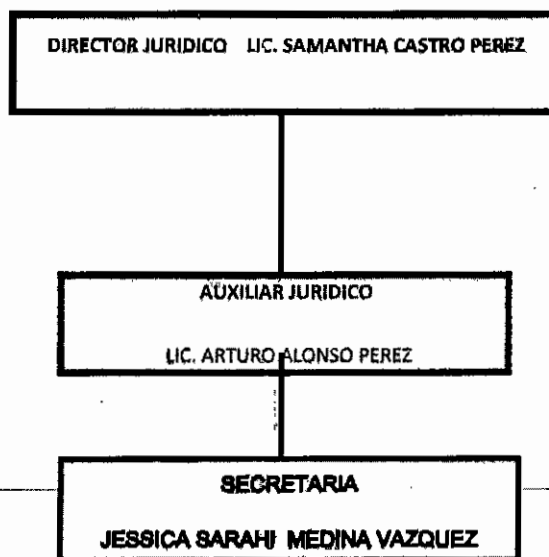 DIRECTOR JURIDICO LIC. SAMANTHA CASTRO PEREZ
AUXILIAR JURIDICO
LIC. ARTURO ALONSO PEREZ
SECRETARIA
JESSICA SARAHI MEDINA VAZQUEZ